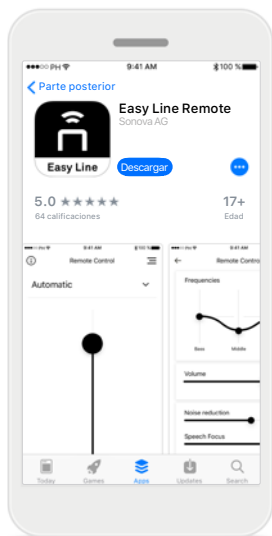 PH 9:41 AM 100 %
Parte posterior
Easy Line Remote
Sonova AG
Easy Line
Descargar
5.0 ★★★★★ 17+
64 calificaciones Edad
9:41 AM
Remote Control
Automatic
9:41 AM
Remote Contro
Frequencies
Bass Middle
Volume
Noise reduction
Speech Focus
Today Games Apps Updates Search